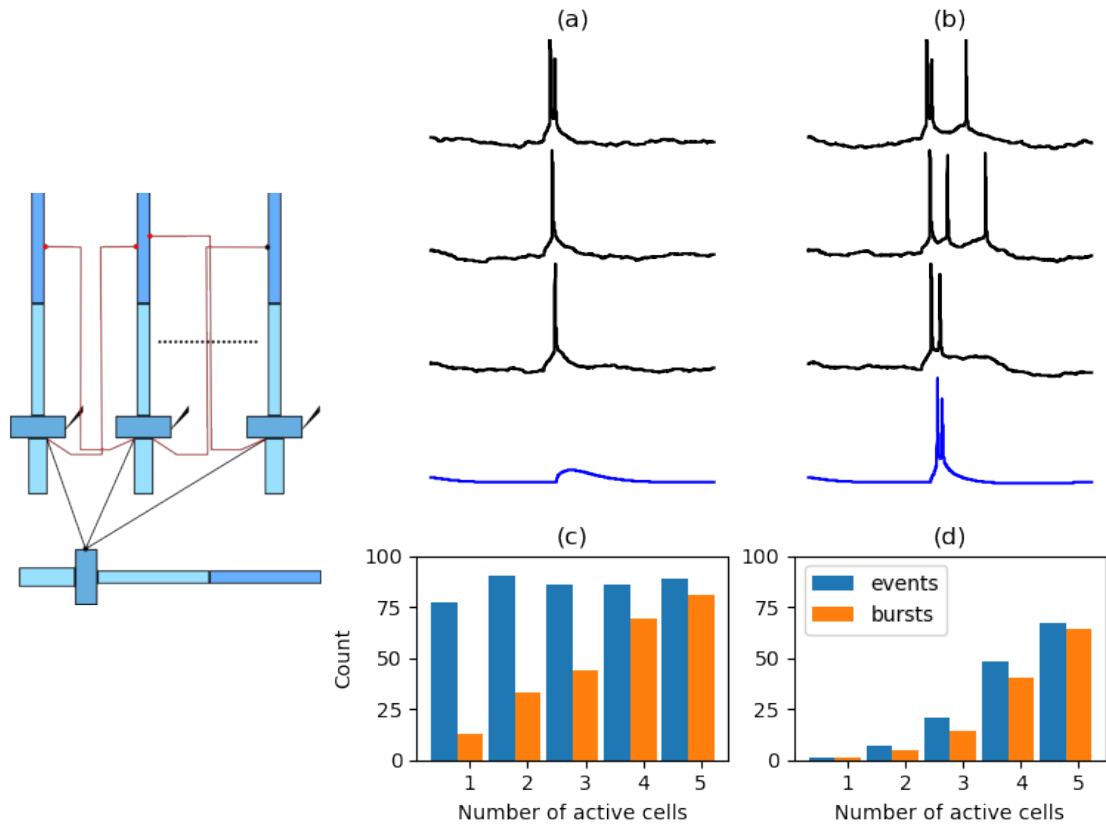 (a)
(b)
(c)
(d)
100
75
50
25
0
Count
1 2 3 4 5
Number of active cells
100
75
50
25
0
events
bursts
1 2 3 4 5
Number of active cells